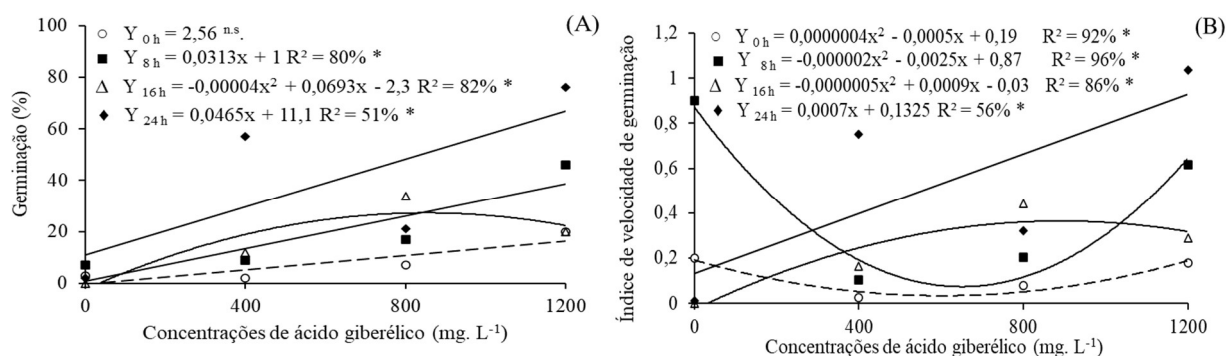 (A)
Y 0 h = 2,56 n.s.
Y 8h = 0,0313x + 1 R² = 80% *
Y 16 h = -0,00004x² + 0,0693x - 2,3 R² = 82% *
Y 24 h = 0,0465x + 11,1 R² = 51% *
100
80
60
40
20
0
Germinação (%)
0 400 800 1200
Concentrações de ácido giberélico (mg. L-1)
(B)
Y 0 h = 0,0000004x² - 0,0005x + 0,19 R² = 92% *
Y 8h = -0,000002x² - 0,0025x + 0,87 R² = 96% *
Y 16h = -0,0000005x² + 0,0009x - 0,03 R² = 86% *
Y 24h = 0,0007x + 0,1325 R² = 56% *
1,2
1
0,8
0,6
0,4
0,2
0
Índice de velocidade de germinação
0 400 800 1200
Concentrações de ácido giberélico (mg. L-1)